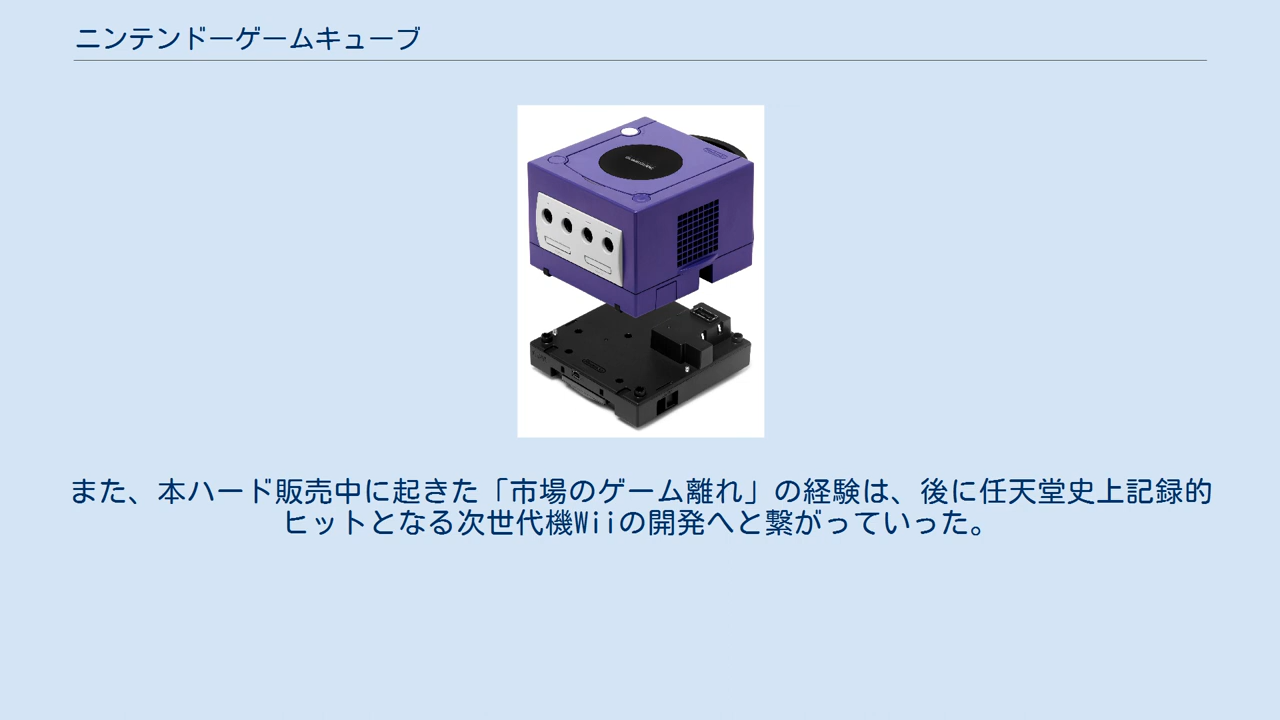 ニンテンドーゲームキューブ
また、本ハード販売中に起きた「市場のゲーム離れ」の経験は、後に任天堂史上記録的
ヒットとなる次世代機Wiiの開発へと繋がっていった。